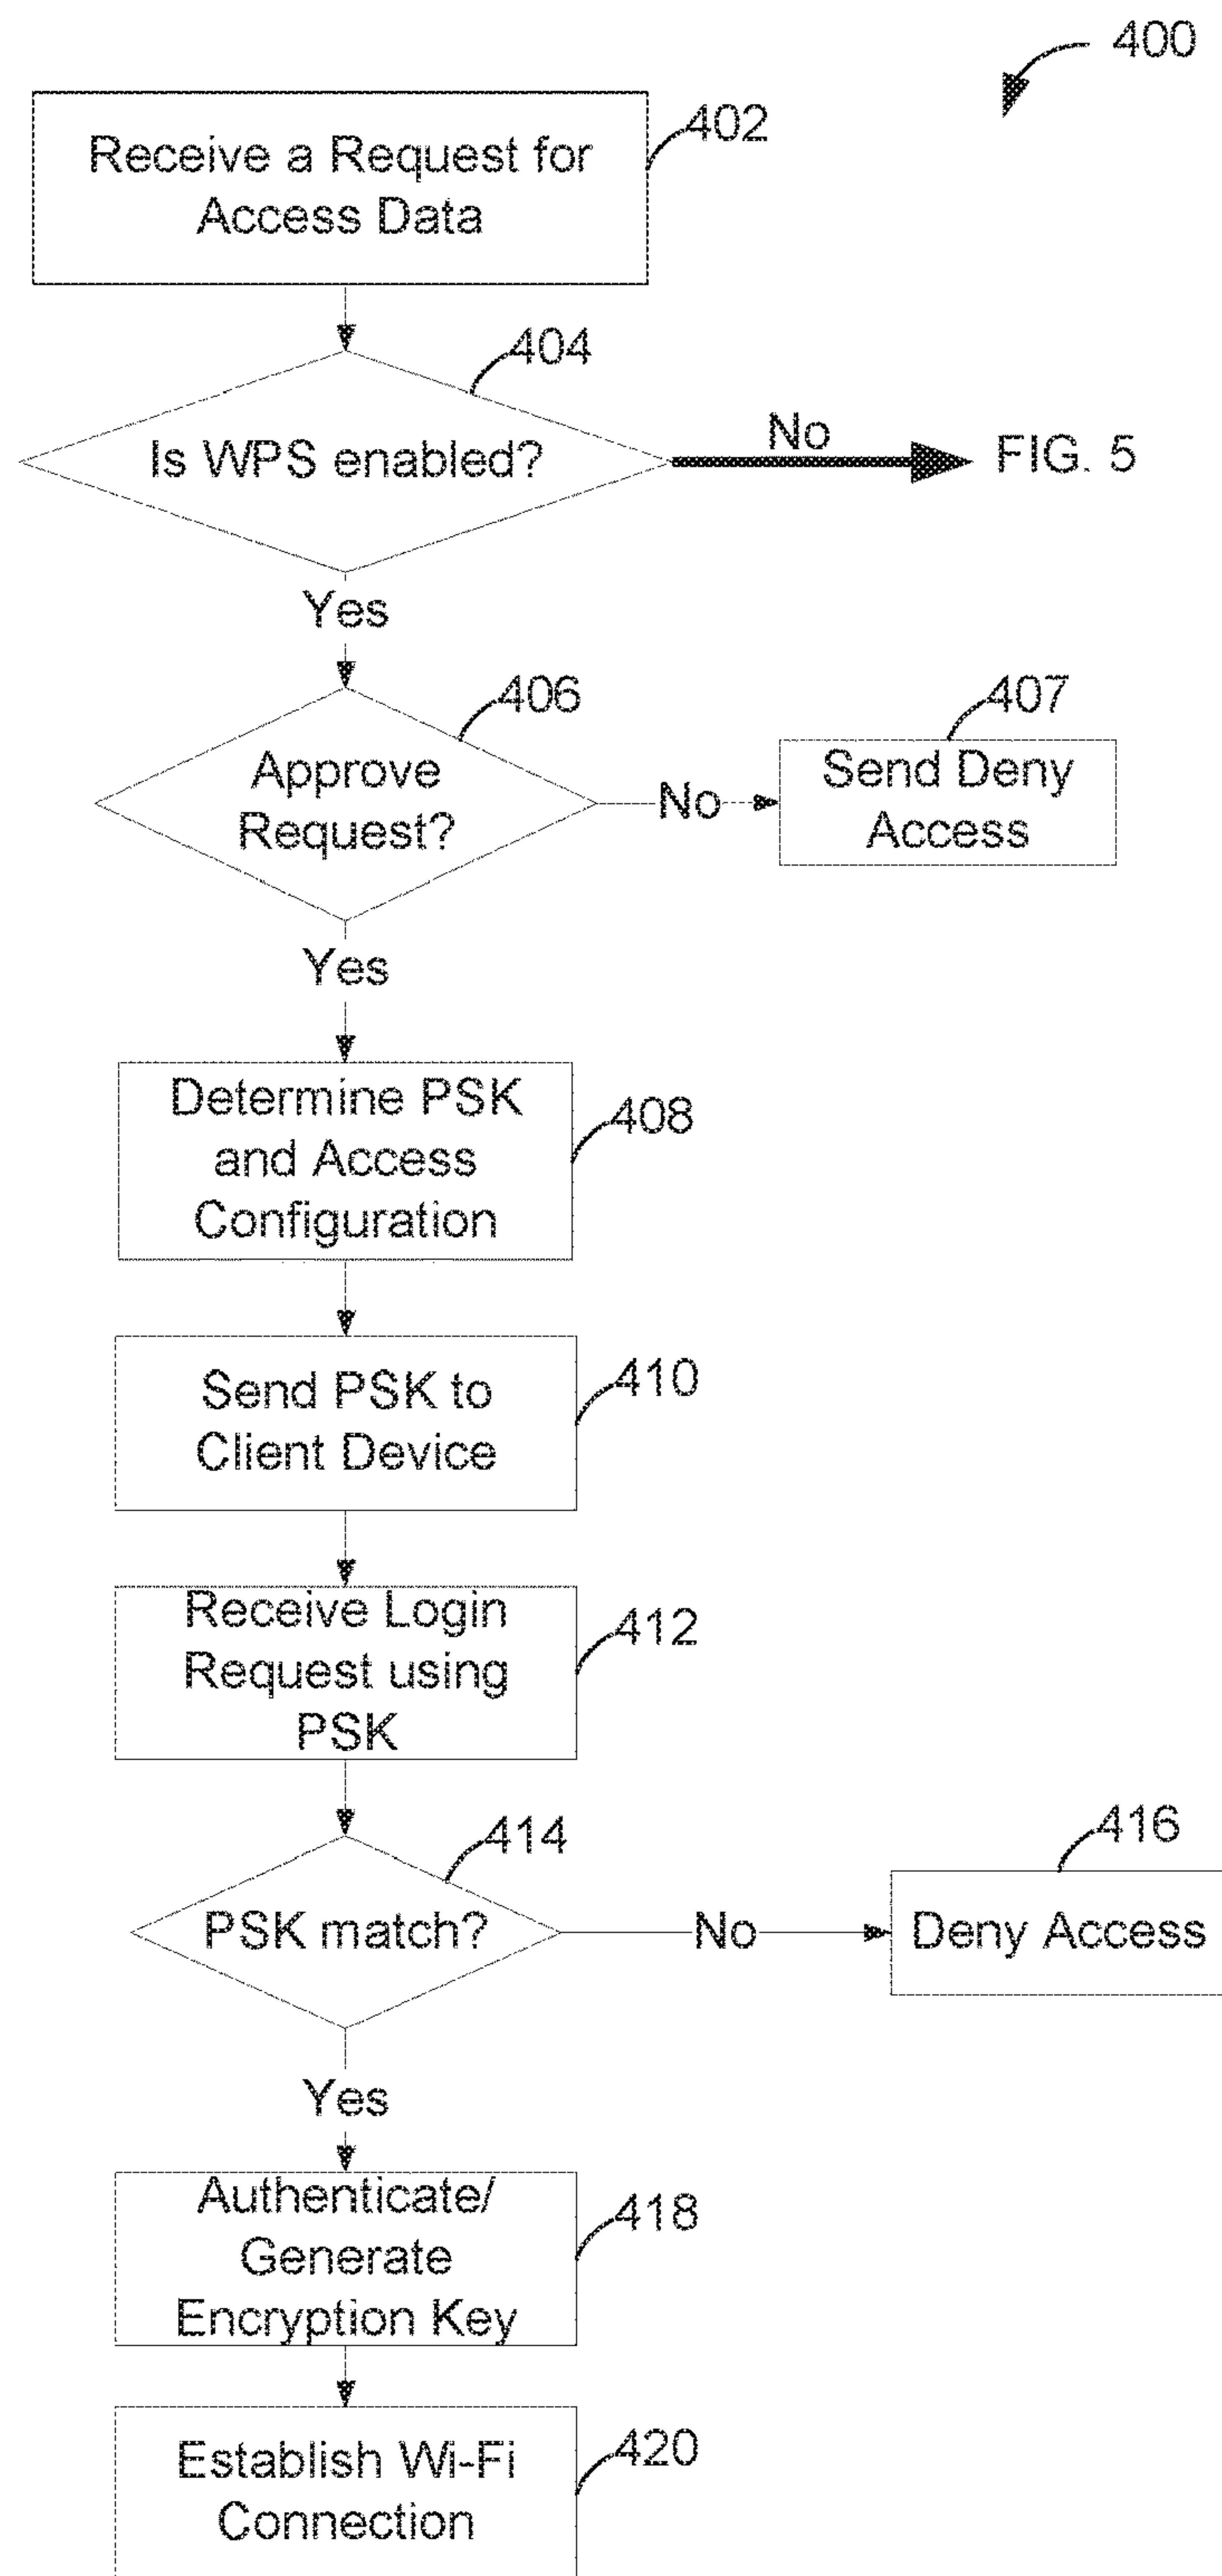 400
Receive a Request for
Access Data
402
404
Is WPS enabled?
No
FIG. 5
Yes
406
Approve
Request?
No
407
Send Deny
Access
Yes
Determine PSK
and Access
Configuration
408
Send PSK to
Client Device
410
Receive Login
Request using
PSK
412
414
PSK match?
No
416
Deny Access
Yes
Authenticate/
Generate
Encryption Key
418
Establish Wi-Fi
Connection
420